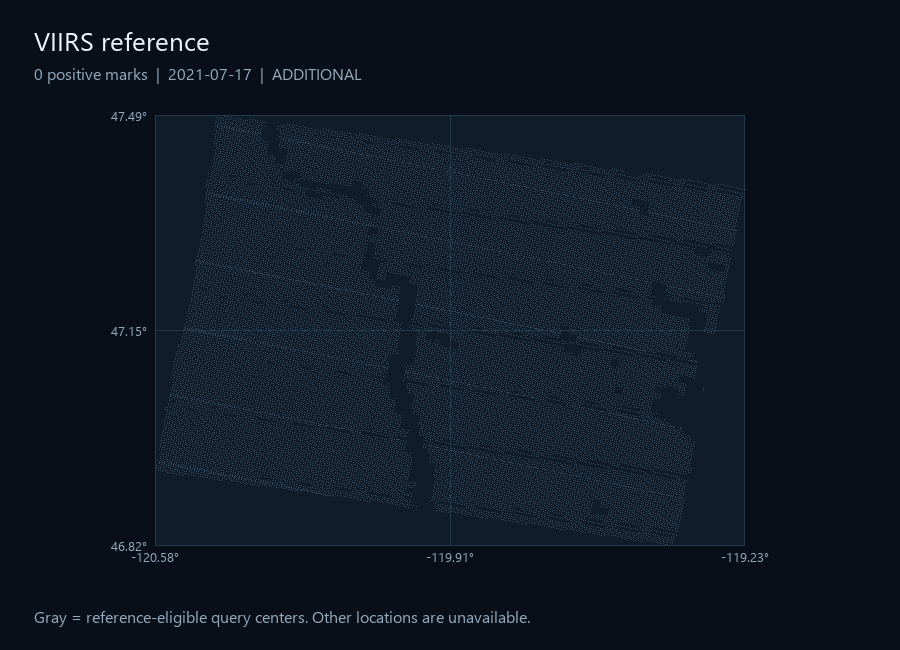 VIIRS reference
0 positive marks | 2021-07-17 | ADDITIONAL
47.49°
47.15°
46.82°
-120.58° -119.91° -119.23°
Gray = reference-eligible query centers. Other locations are unavailable.